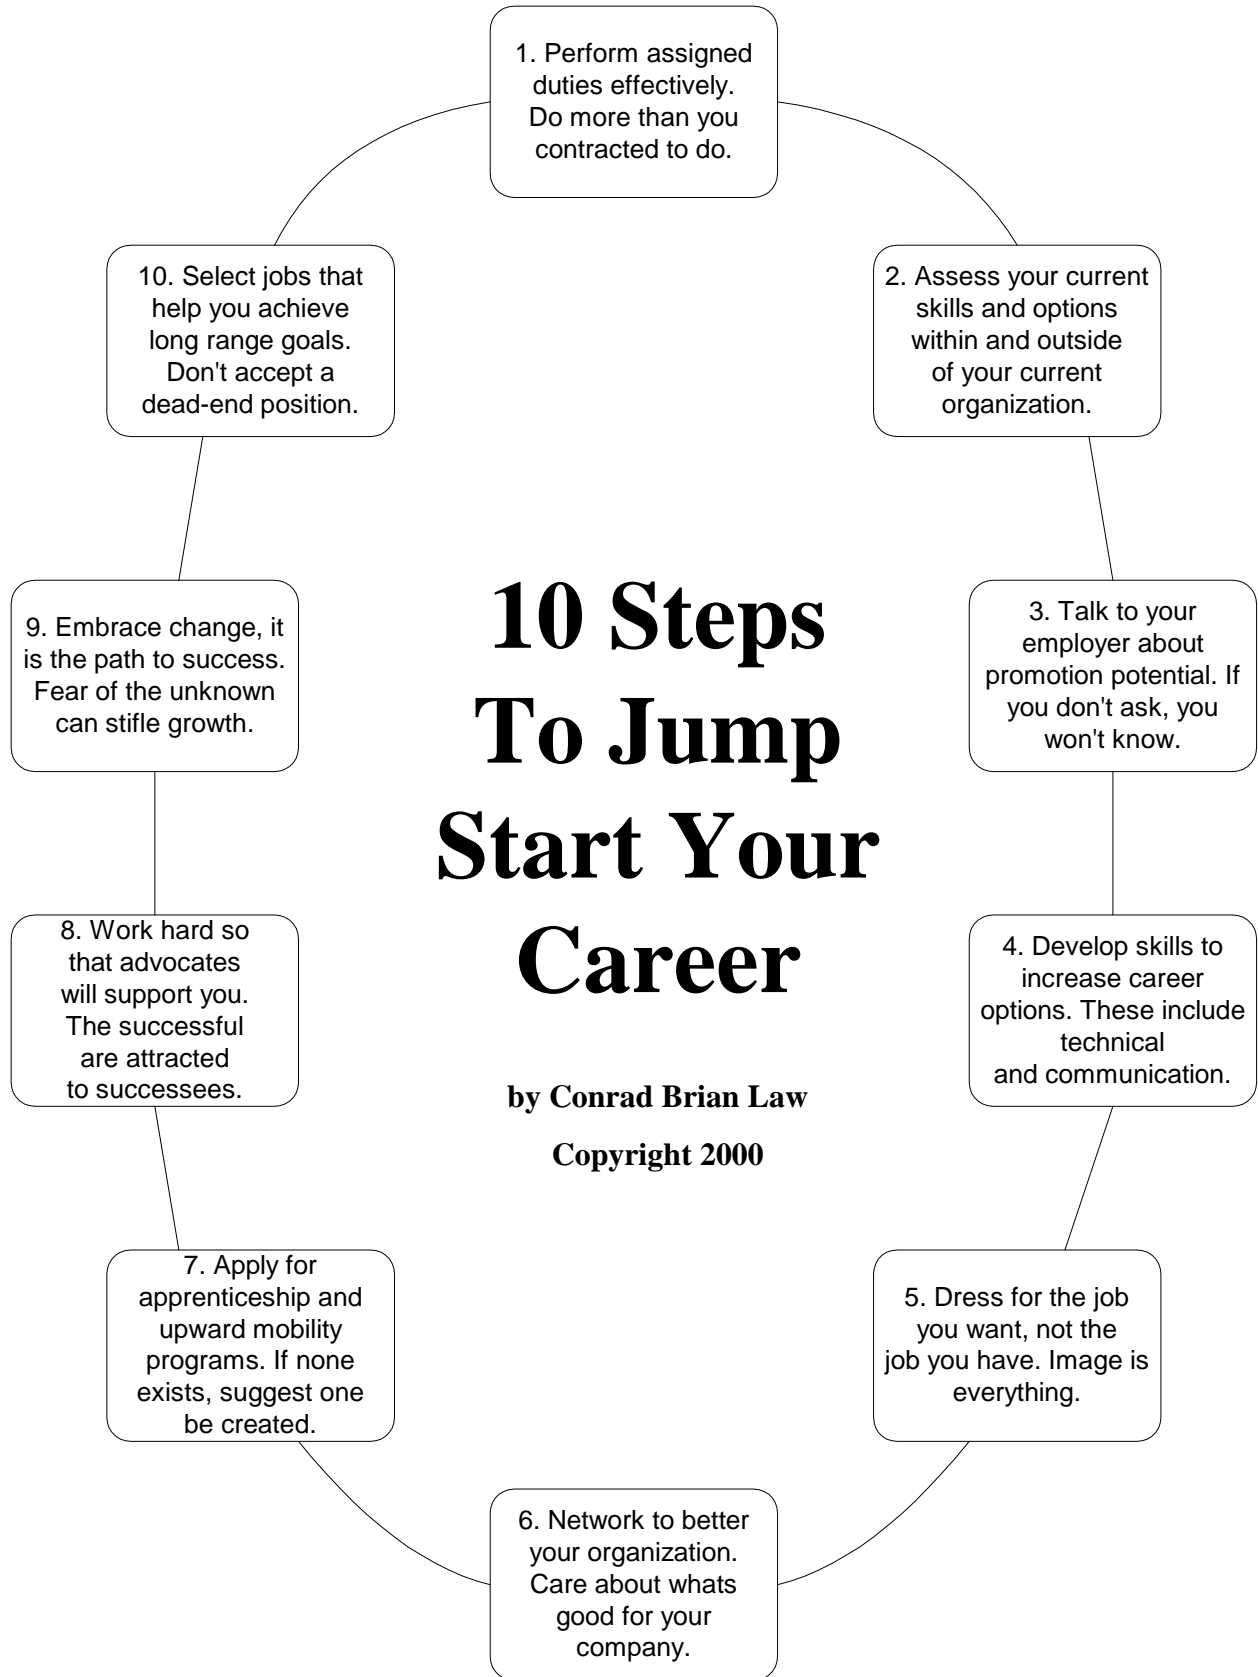 1. Perform assigned
duties effectively.
Do more than you
contracted to do.
2. Assess your current
skills and options
within and outside
of your current
organization.
3. Talk to your
employer about
promotion potential. If
you don't ask, you
won't know.
4. Develop skills to
increase career
options. These include
technical
and communication.
5. Dress for the job
you want, not the
job you have. Image is
everything.
6. Network to better
your organization.
Care about whats
good for your
company.
7. Apply for
apprenticeship and
upward mobility
programs. If none
exists, suggest one
be created.
8. Work hard so
that advocates
will support you.
The successful
are attracted
to successees.
9. Embrace change, it
is the path to success.
Fear of the unknown
can stifle growth.
10. Select jobs that
help you achieve
long range goals.
Don't accept a
dead-end position.
10 Steps
To Jump
Start Your
Career
by Conrad Brian Law
Copyright 2000